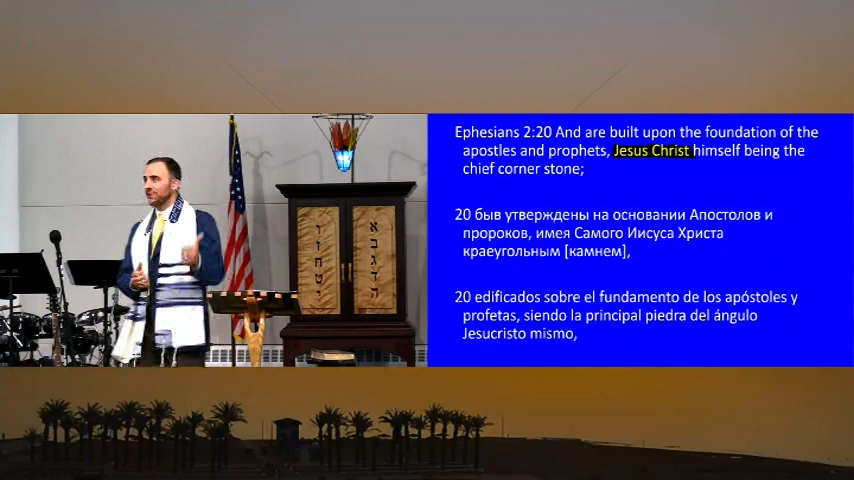 Ephesians 2:20 And are built upon the foundation of the
apostles and prophets, Jesus Christ himself being the
chief corner stone;
20 быв утверждены на основании Апостолов и
пророков, имея Самого Иисуса Христа
краеугольным [камнем],
20 edificados sobre el fundamento de los apóstoles y
profetas, siendo la principal piedra del ángulo
Jesucristo mismo,
ו א
ז ב
ח ג
ט ד
י ה